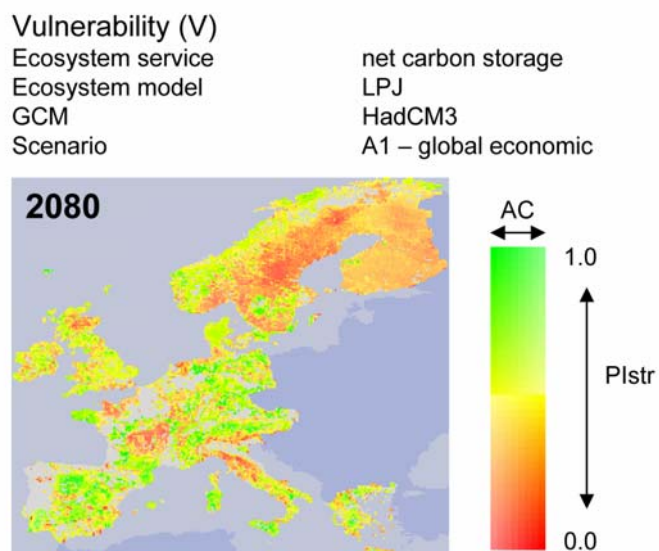 Vulnerability (V)
Ecosystem service net carbon storage
Ecosystem model LPJ
GCM HadCM3
Scenario A1 – global economic
2080
AC
1.0
PIstr
0.0